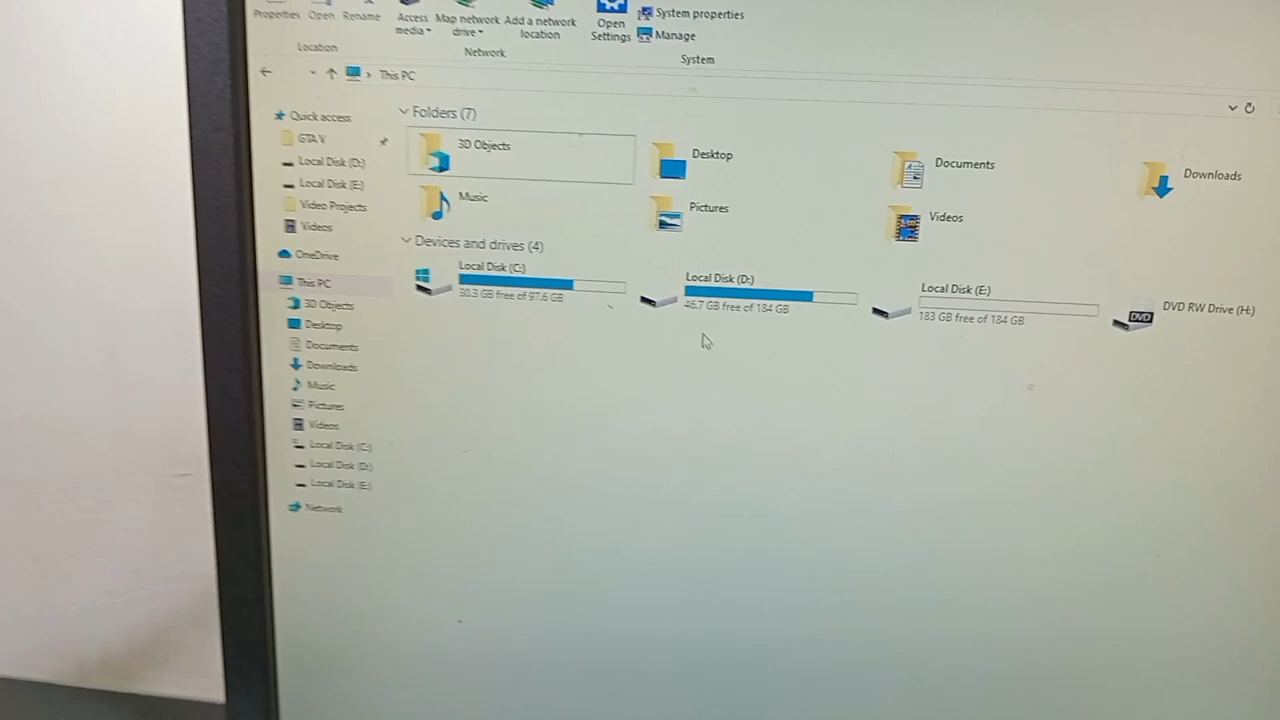 Properties Open Rename Access media Map network drive Add a network location Open Settings System properties
Manage
Location Network System
This PC
Quick access
GTA V
Local Disk (D:)
Local Disk (E:)
Video Projects
Videos
OneDrive
This PC
3D Objects
Desktop
Documents
Downloads
Music
Pictures
Videos
Local Disk (C:)
Local Disk (D:)
Local Disk (E:)
Network
Folders (7)
3D Objects Desktop Documents Downloads
Music Pictures Videos
Devices and drives (4)
Local Disk (C:) Local Disk (D:) Local Disk (E:) DVD RW Drive (H:)
30.3 GB free of 97.6 GB 46.7 GB free of 184 GB 183 GB free of 184 GB
DVD